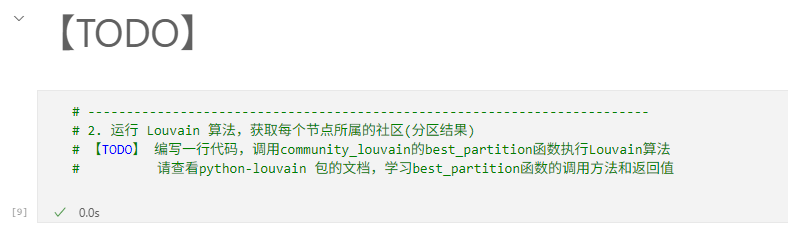 【TODO】
# -------------------------------------------------------------------------
# 2. 运行 Louvain 算法，获取每个节点所属的社区(分区结果)
# 【TODO】 编写一行代码，调用community_louvain的best_partition函数执行Louvain算法
#          请查看python-louvain 包的文档，学习best_partition函数的调用方法和返回值
[9] 0.0s